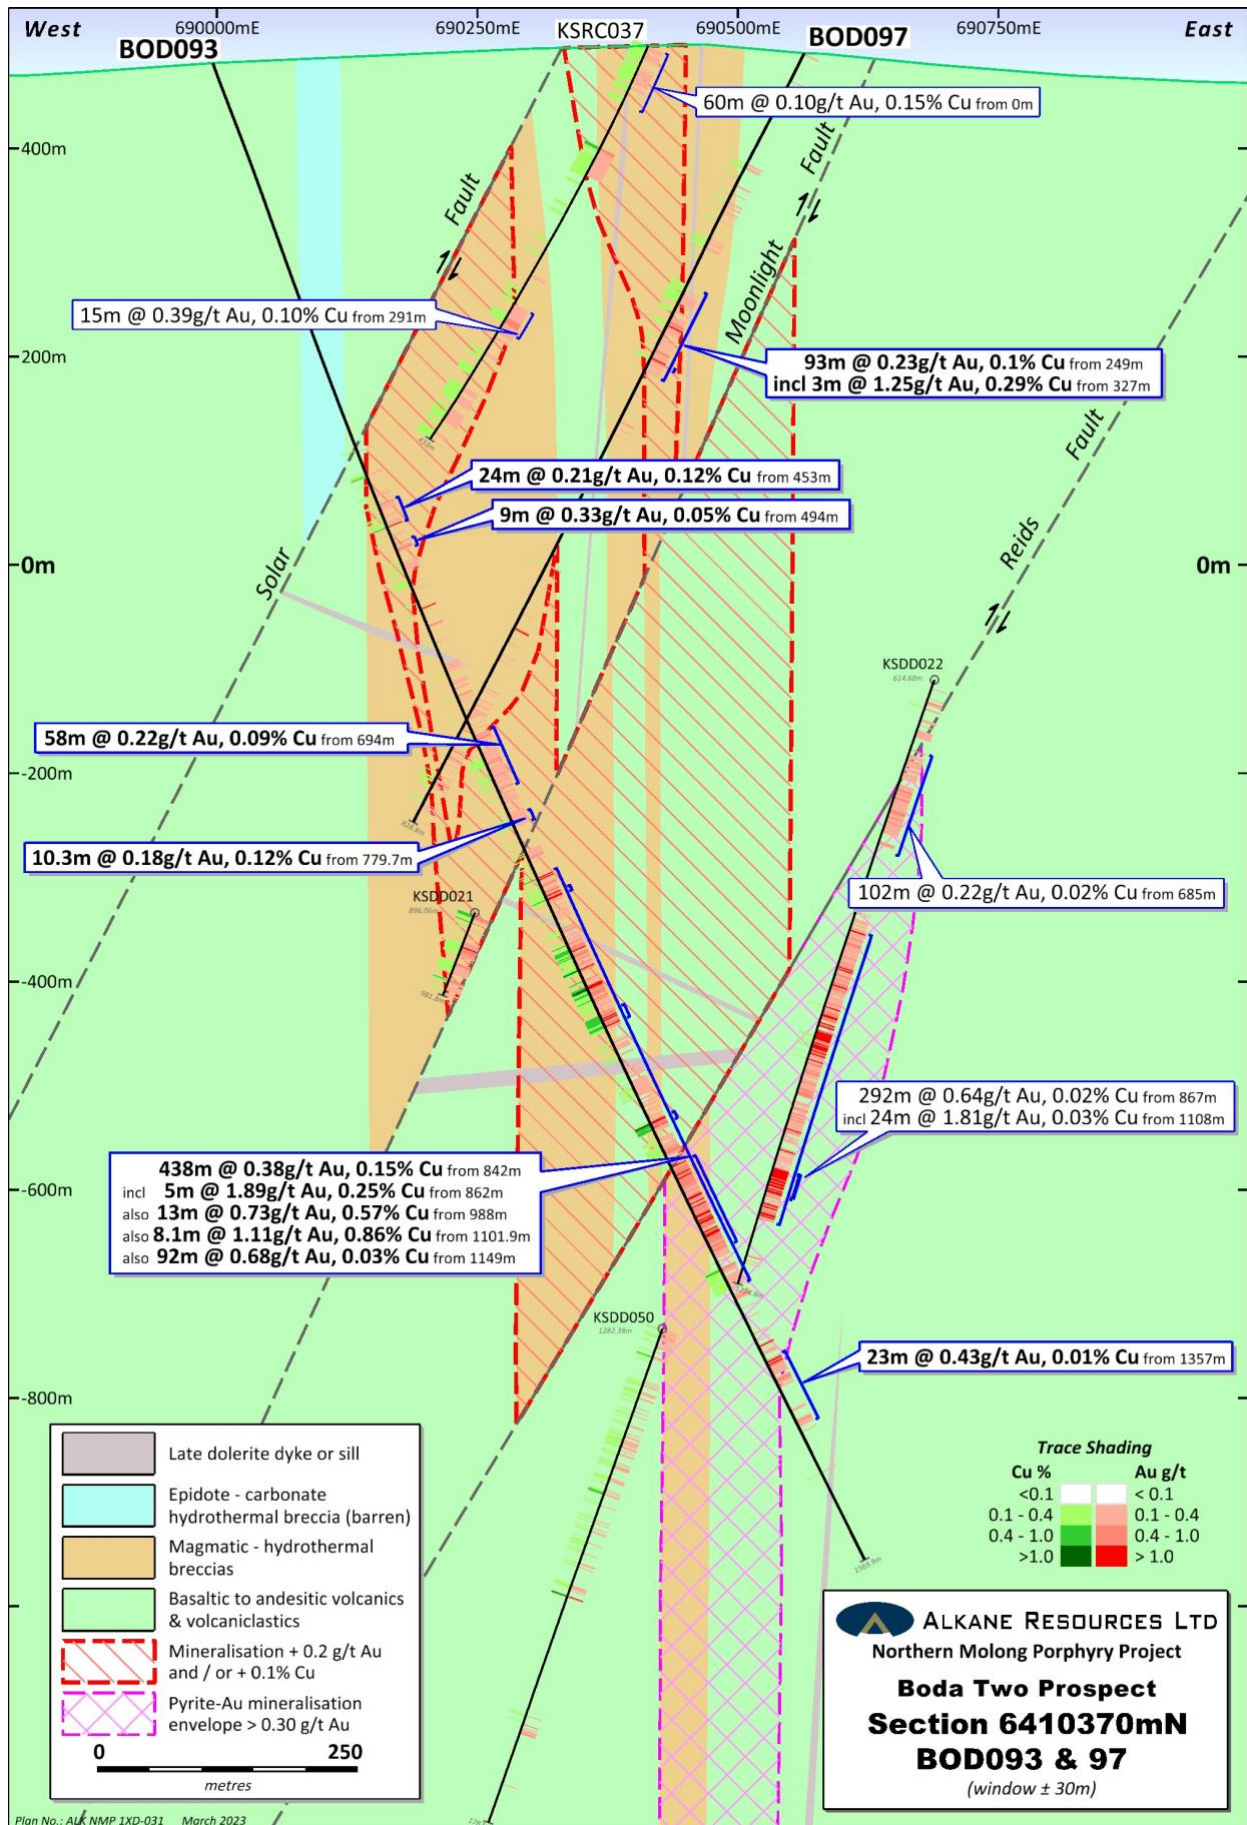 West
690000mE
690250mE
690500mE
690750mE
East
BOD093
KSRC037
BOD097
60m @ 0.10g/t Au, 0.15% Cu from 0m
400m
Fault
Fault
Moonlight
15m @ 0.39g/t Au, 0.10% Cu from 291m
200m
93m @ 0.23g/t Au, 0.1% Cu from 249m
incl 3m @ 1.25g/t Au, 0.29% Cu from 327m
Fault
24m @ 0.21g/t Au, 0.12% Cu from 453m
9m @ 0.33g/t Au, 0.05% Cu from 494m
Reids
0m
0m
Solar
KSDD022
614.68m
58m @ 0.22g/t Au, 0.09% Cu from 694m
-200m
10.3m @ 0.18g/t Au, 0.12% Cu from 779.7m
102m @ 0.22g/t Au, 0.02% Cu from 685m
KSDD021
896.06m
-400m
292m @ 0.64g/t Au, 0.02% Cu from 867m
incl 24m @ 1.81g/t Au, 0.03% Cu from 1108m
438m @ 0.38g/t Au, 0.15% Cu from 842m
incl 5m @ 1.89g/t Au, 0.25% Cu from 862m
also 13m @ 0.73g/t Au, 0.57% Cu from 988m
also 8.1m @ 1.11g/t Au, 0.86% Cu from 1101.9m
also 92m @ 0.68g/t Au, 0.03% Cu from 1149m
-600m
KSDD050
1282.38m
23m @ 0.43g/t Au, 0.01% Cu from 1357m
-800m
Late dolerite dyke or sill
Epidote - carbonate
hydrothermal breccia (barren)
Magmatic - hydrothermal
breccias
Basaltic to andesitic volcanics
& volcaniclastics
Mineralisation + 0.2 g/t Au
and / or + 0.1% Cu
Pyrite-Au mineralisation
envelope > 0.30 g/t Au
0 250
metres
Trace Shading
Cu % Au g/t
<0.1 < 0.1
0.1 - 0.4 0.1 - 0.4
0.4 - 1.0 0.4 - 1.0
>1.0 > 1.0
ALKANE RESOURCES LTD
Northern Molong Porphyry Project
Boda Two Prospect
Section 6410370mN
BOD093 & 97
(window ± 30m)
Plan No.: ALK NMP 1XD-031 March 2023